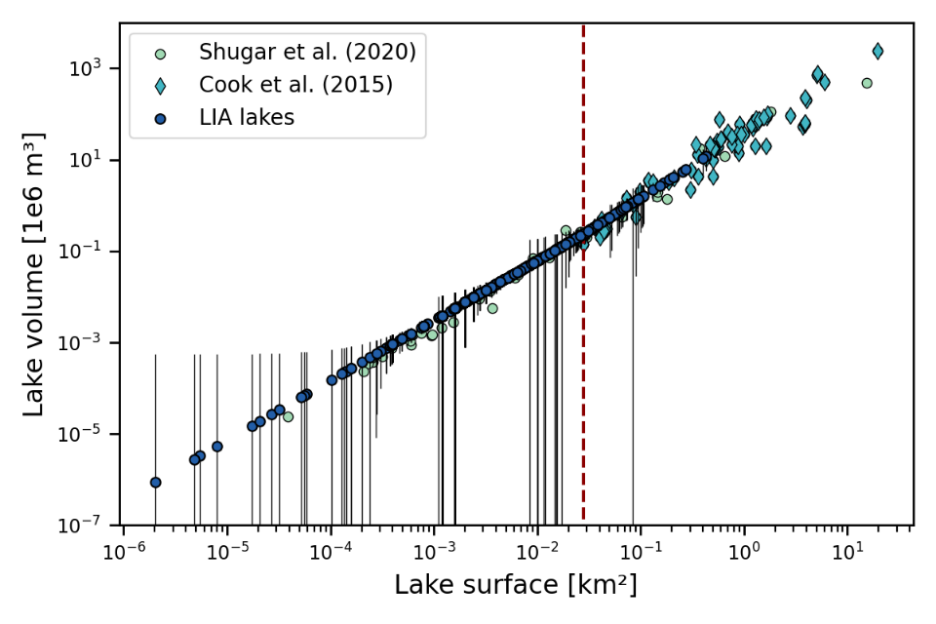 Shugar et al. (2020)
Cook et al. (2015)
LIA lakes
Lake volume [1e6 m³]
10³
10¹
10⁻¹
10⁻³
10⁻⁵
10⁻⁷
10⁻⁶ 10⁻⁵ 10⁻⁴ 10⁻³ 10⁻² 10⁻¹ 10⁰ 10¹
Lake surface [km²]